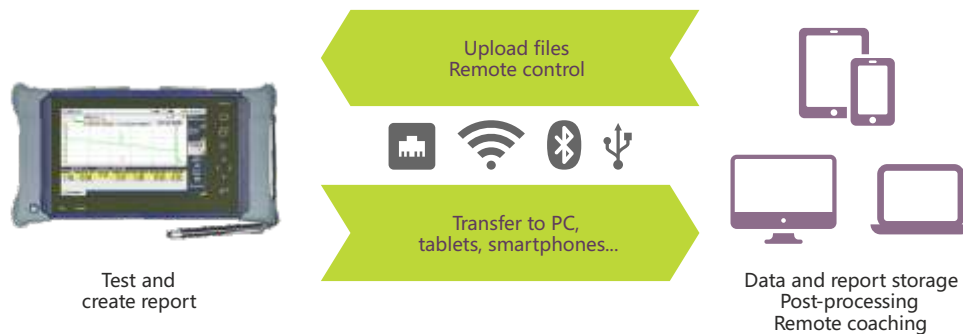 Upload files
Remote control
Transfer to PC,
tablets, smartphones...
Test and
create report
Data and report storage
Post-processing
Remote coaching